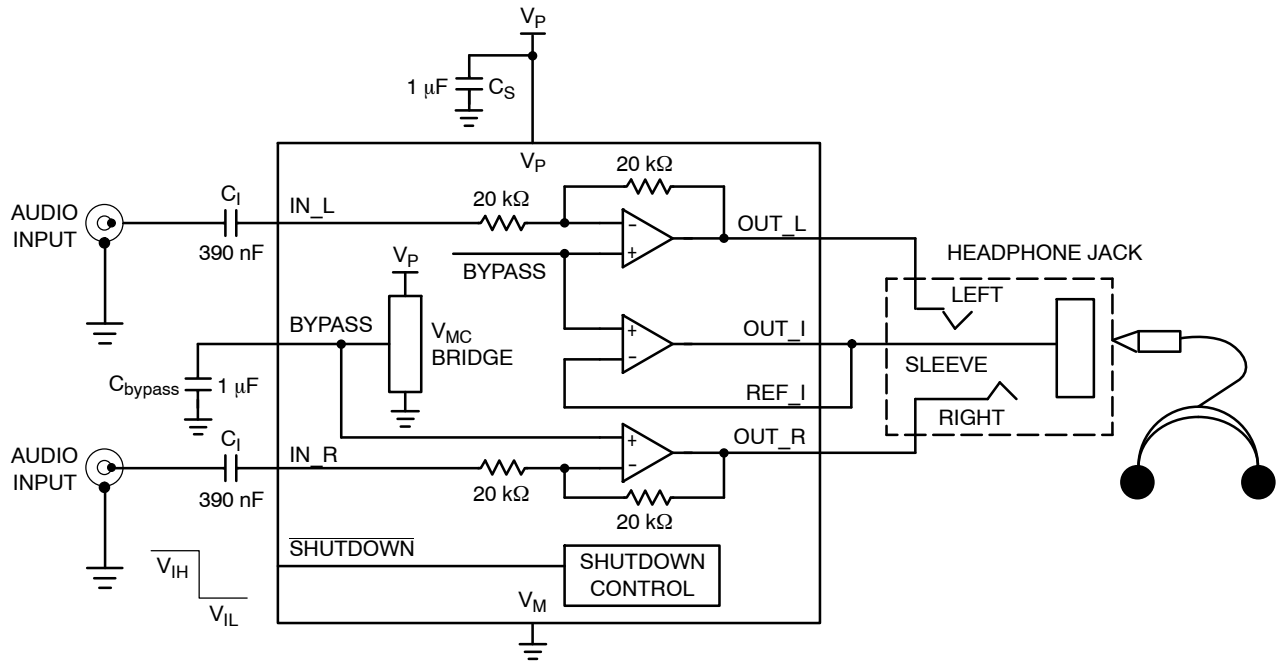 V_P
1 μF
C_S
V_P
20 kΩ
C_I
20 kΩ
AUDIO
INPUT
IN_L
OUT_L
390 nF
HEADPHONE JACK
V_P
BYPASS
LEFT
BYPASS
V_MC
BRIDGE
OUT_I
SLEEVE
C_bypass
1 μF
REF_I
RIGHT
C_I
OUT_R
AUDIO
INPUT
IN_R
390 nF
20 kΩ
20 kΩ
SHUTDOWN
V_IH
SHUTDOWN
CONTROL
V_IL
V_M